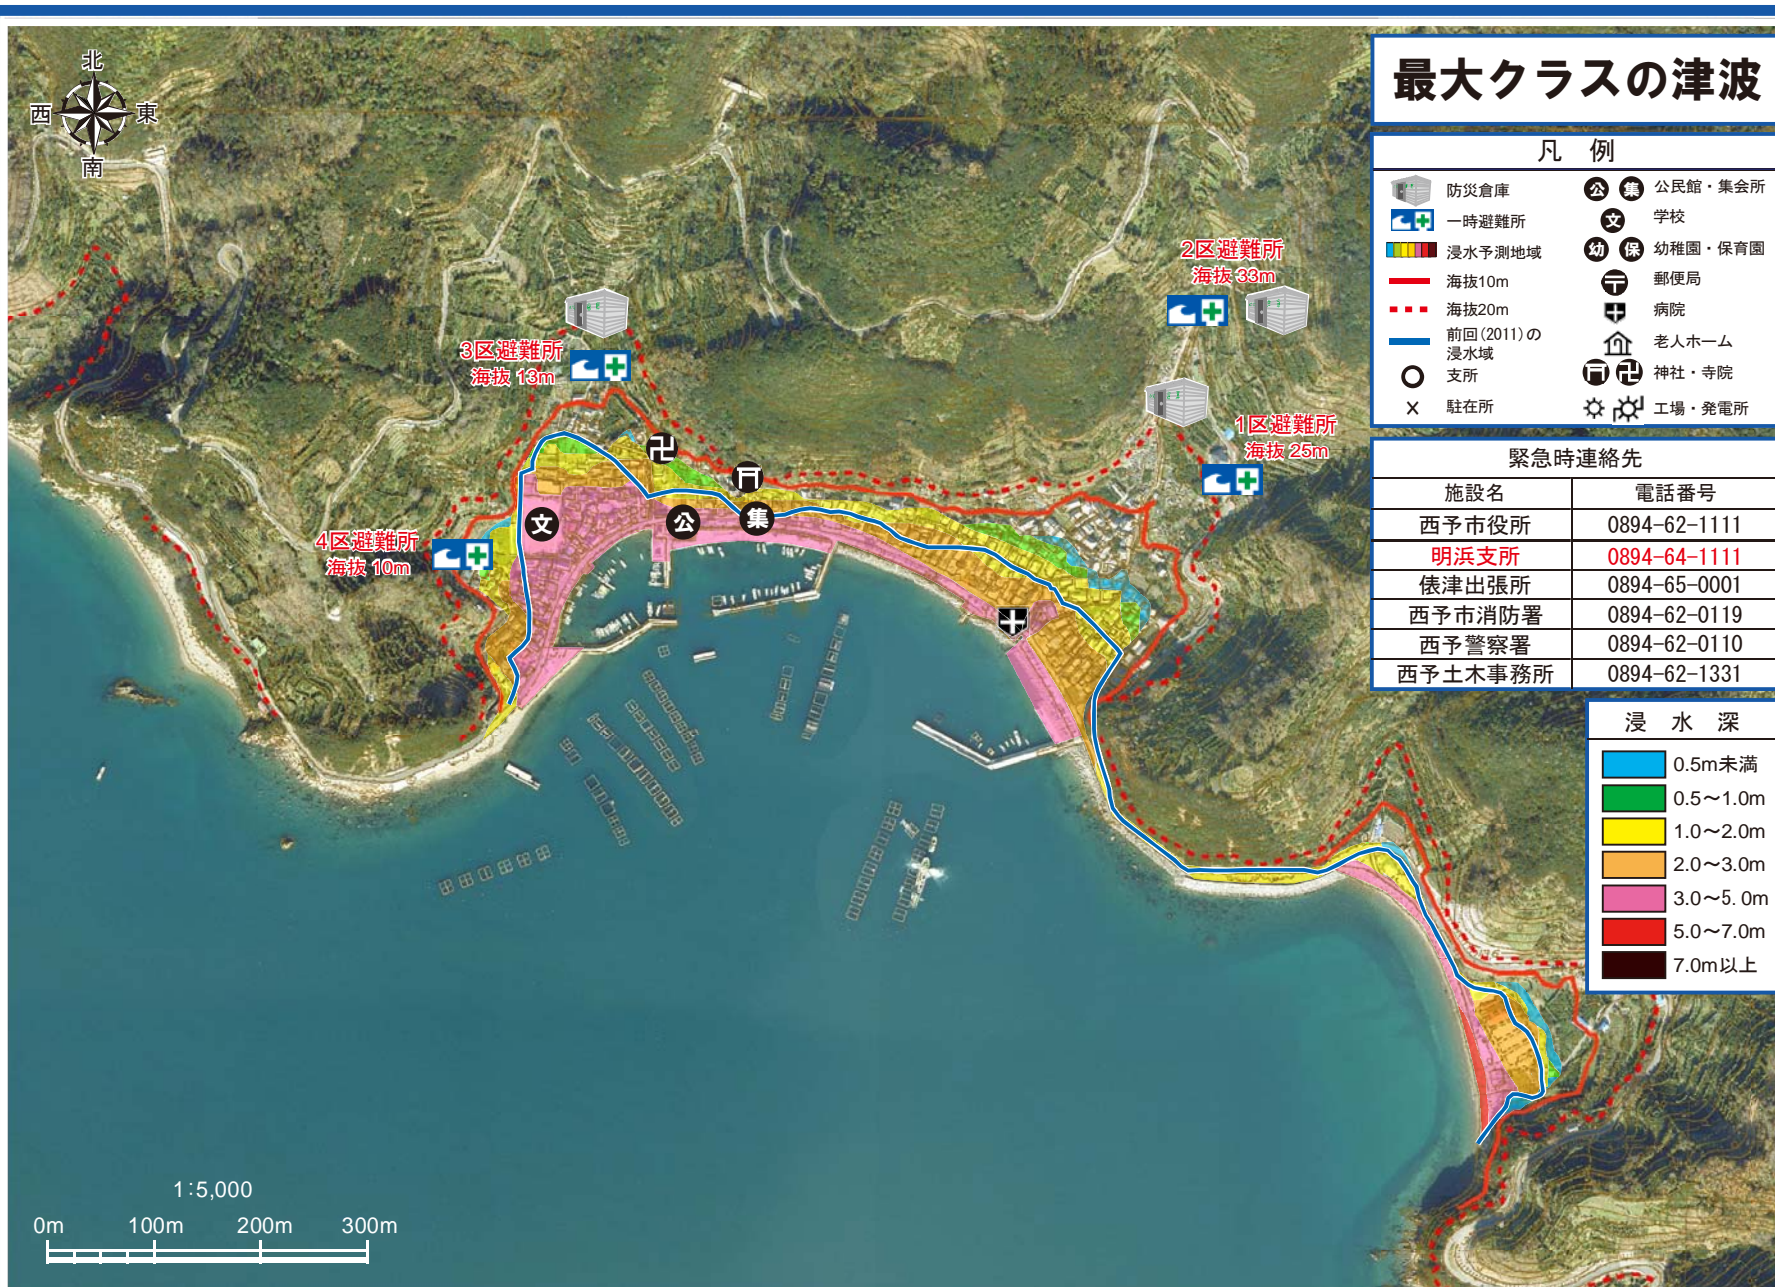 最大クラスの津波
北
西
東
南
凡 例
防災倉庫
一時避難所
浸水予測地域
海抜10m
海抜20m
前回(2011)の
浸水域
支所
駐在所
公 集 公民館・集会所
文 学校
幼 保 幼稚園・保育園
〒 郵便局
病院
老人ホーム
卍 神社・寺院
工場・発電所
緊急時連絡先
施設名 電話番号
西予市役所 0894-62-1111
明浜支所 0894-64-1111
俵津出張所 0894-65-0001
西予市消防署 0894-62-0119
西予警察署 0894-62-0110
西予土木事務所 0894-62-1331
浸 水 深
0.5m未満
0.5～1.0m
1.0～2.0m
2.0～3.0m
3.0～5.0m
5.0～7.0m
7.0m以上
2区避難所
海抜 33m
3区避難所
海抜 13m
1区避難所
海抜 25m
4区避難所
海抜 10m
卍
文
公
集
1:5,000
0m 100m 200m 300m